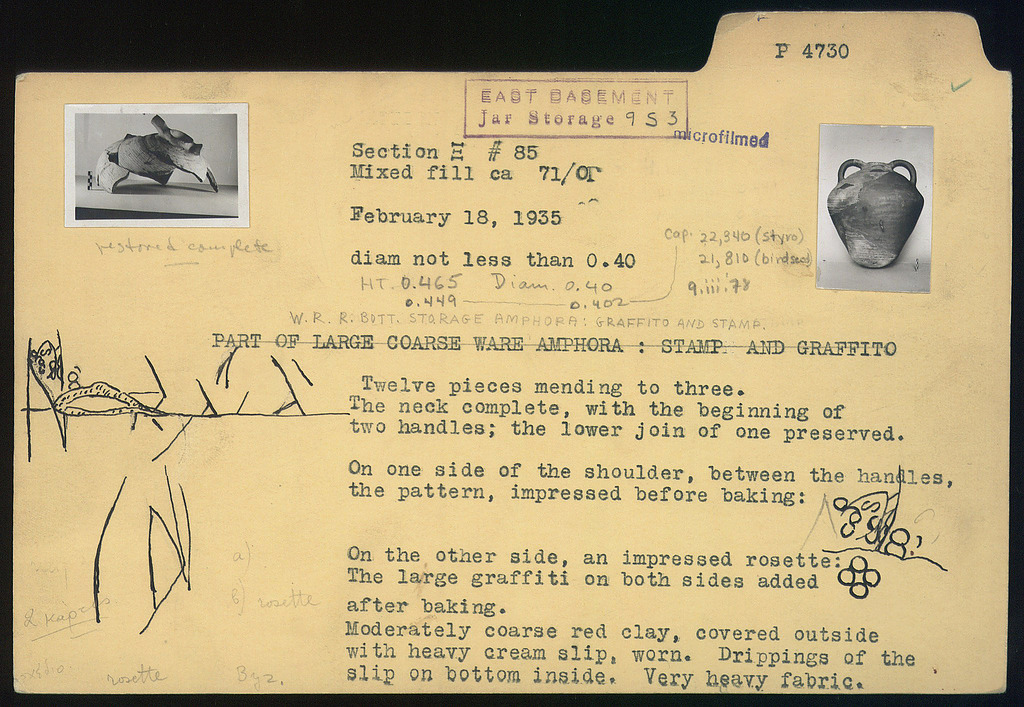 P 4730
EAST BASEMENT
Jar Storage 9 S 3
microfilmed
Section Ξ # 85
Mixed fill ca 71/ΟΓ
February 18, 1935
restored complete
diam not less than 0.40
Cap. 22,340 (styro)
21,810 (birdseed)
9.iii.78
HT. 0.465 Diam. 0.40
0.449 0.402
W. R. R. BOTT. STORAGE AMPHORA: GRAFFITO AND STAMP.
PART OF LARGE COARSE WARE AMPHORA : STAMP AND GRAFFITO
Twelve pieces mending to three.
The neck complete, with the beginning of
two handles; the lower join of one preserved.
On one side of the shoulder, between the handles,
the pattern, impressed before baking:
a)
On the other side, an impressed rosette:
The large graffiti on both sides added
b) rosette
after baking.
Moderately coarse red clay, covered outside
with heavy cream slip, worn. Drippings of the
slip on bottom inside. Very heavy fabric.
rosette Byz.